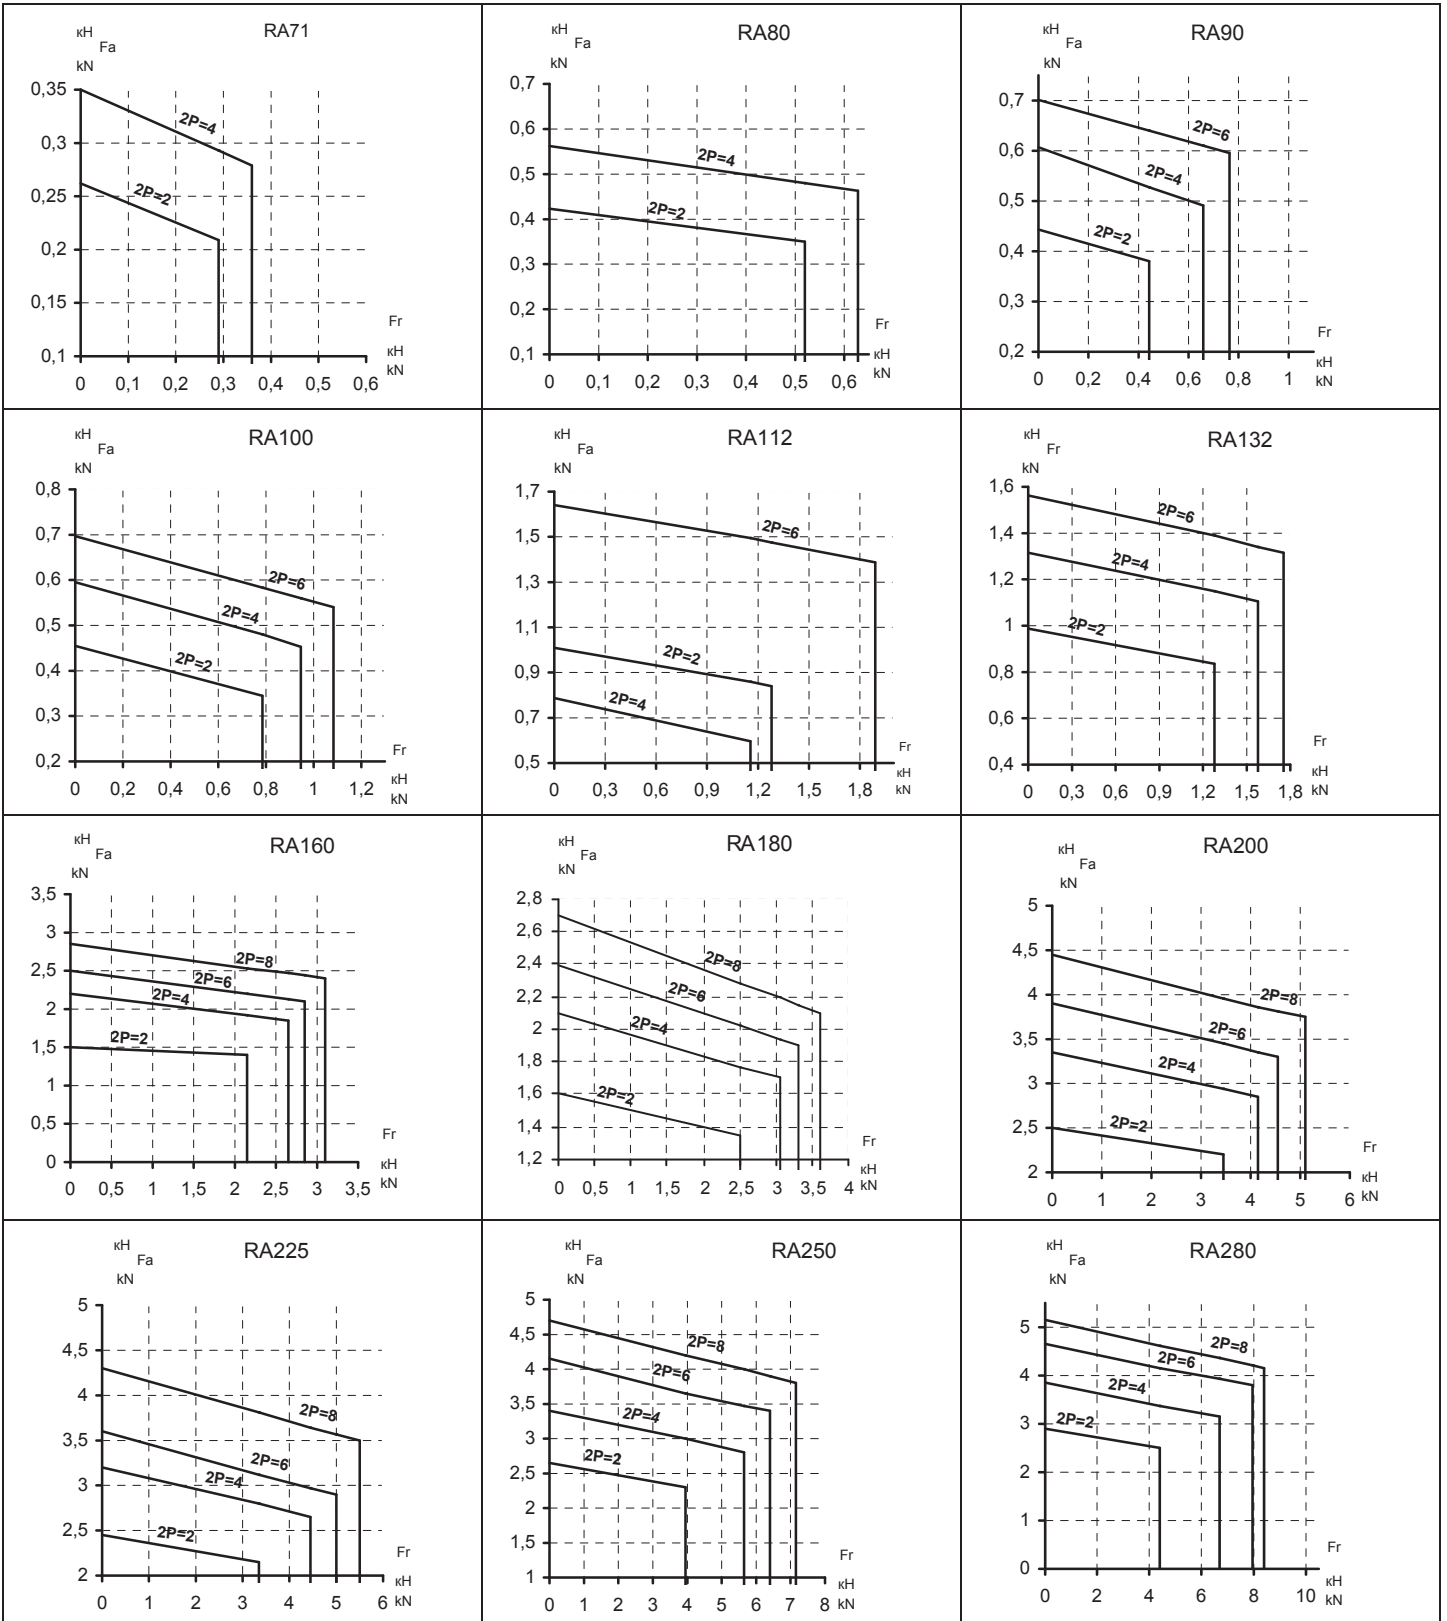 RA71
кН
Fa
kN
0,35
0,3
0,25
0,2
0,15
0,1
2P=4
2P=2
Fr
кН
kN
0 0,1 0,2 0,3 0,4 0,5 0,6
RA80
кН
Fa
kN
0,7
0,6
0,5
0,4
0,3
0,2
0,1
2P=4
2P=2
Fr
кН
kN
0 0,1 0,2 0,3 0,4 0,5 0,6
RA90
кН
Fa
kN
0,7
0,6
0,5
0,4
0,3
0,2
2P=6
2P=4
2P=2
Fr
кН
kN
0 0,2 0,4 0,6 0,8 1
RA100
кН
Fa
kN
0,8
0,7
0,6
0,5
0,4
0,3
0,2
2P=6
2P=4
2P=2
Fr
кН
kN
0 0,2 0,4 0,6 0,8 1 1,2
RA112
кН
Fa
kN
1,7
1,5
1,3
1,1
0,9
0,7
0,5
2P=6
2P=2
2P=4
Fr
кН
kN
0 0,3 0,6 0,9 1,2 1,5 1,8
RA132
кН
Fr
kN
1,6
1,4
1,2
1
0,8
0,6
0,4
2P=6
2P=4
2P=2
Fr
кН
kN
0 0,3 0,6 0,9 1,2 1,5 1,8
RA160
кН
Fa
kN
3,5
3
2,5
2
1,5
1
0,5
0
2P=8
2P=6
2P=4
2P=2
Fr
кН
kN
0 0,5 1 1,5 2 2,5 3 3,5
RA180
кН
Fa
kN
2,8
2,6
2,4
2,2
2
1,8
1,6
1,4
1,2
2P=8
2P=6
2P=4
2P=2
Fr
кН
kN
0 0,5 1 1,5 2 2,5 3 3,5 4
RA200
кН
Fa
kN
5
4,5
4
3,5
3
2,5
2
2P=8
2P=6
2P=4
2P=2
Fr
кН
kN
0 1 2 3 4 5 6
RA225
кН
Fa
kN
5
4,5
4
3,5
3
2,5
2
2P=8
2P=6
2P=4
2P=2
Fr
кН
kN
0 1 2 3 4 5 6
RA250
кН
Fa
kN
5
4,5
4
3,5
3
2,5
2
1,5
1
2P=8
2P=6
2P=4
2P=2
Fr
кН
kN
0 1 2 3 4 5 6 7 8
RA280
кН
Fa
kN
5
4
3
2
1
0
2P=8
2P=6
2P=4
2P=2
Fr
кН
kN
0 2 4 6 8 10